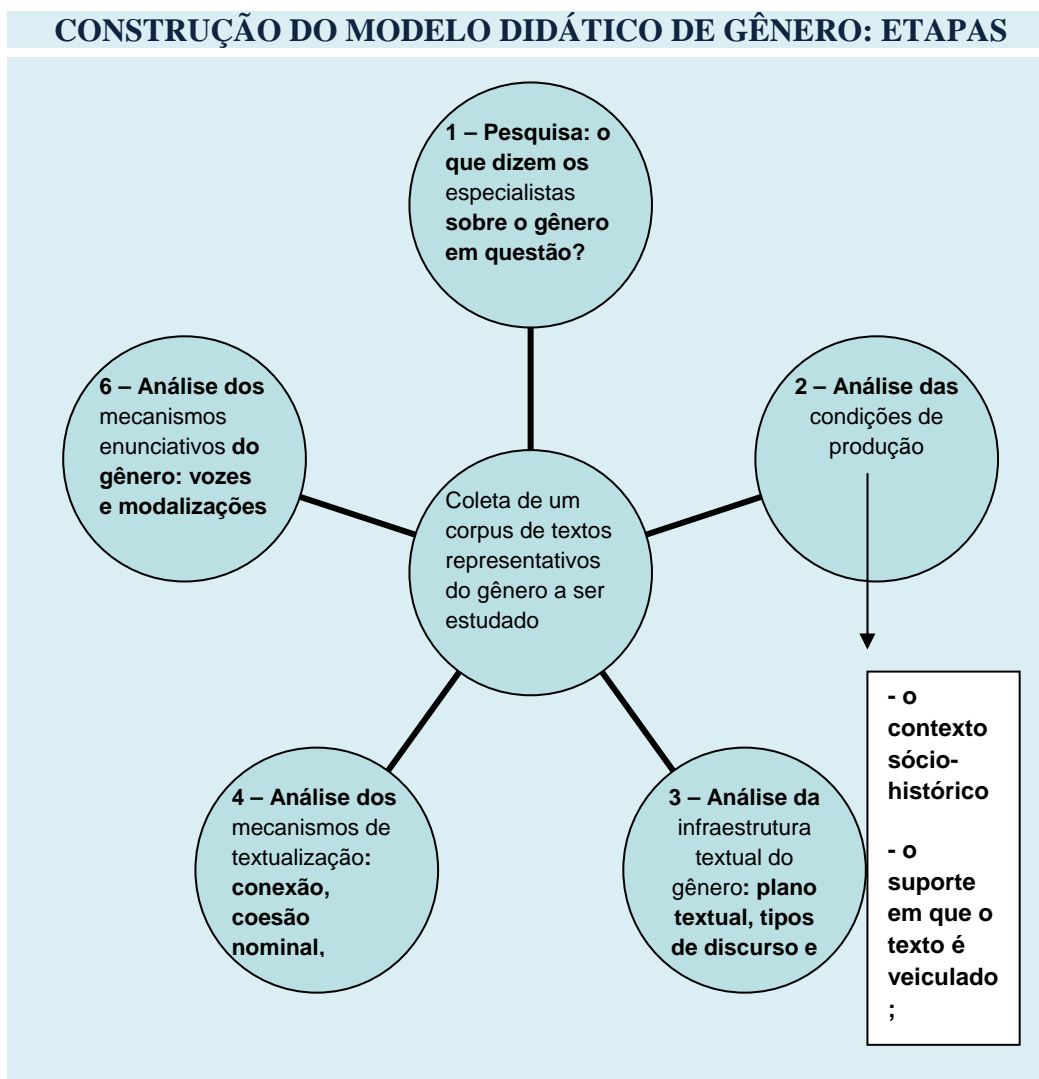 CONSTRUÇÃO DO MODELO DIDÁTICO DE GÊNERO: ETAPAS
1 – Pesquisa: o
que dizem os
especialistas
sobre o gênero
em questão?
6 – Análise dos
mecanismos
enunciativos do
gênero: vozes
e modalizações
2 – Análise das
condições de
produção
Coleta de um
corpus de textos
representativos
do gênero a ser
estudado
4 – Análise dos
mecanismos de
textualização:
conexão,
coesão
nominal,
3 – Análise da
infraestrutura
textual do
gênero: plano
textual, tipos
de discurso e
- o
contexto
sócio-
histórico
- o
suporte
em que o
texto é
veiculado
;